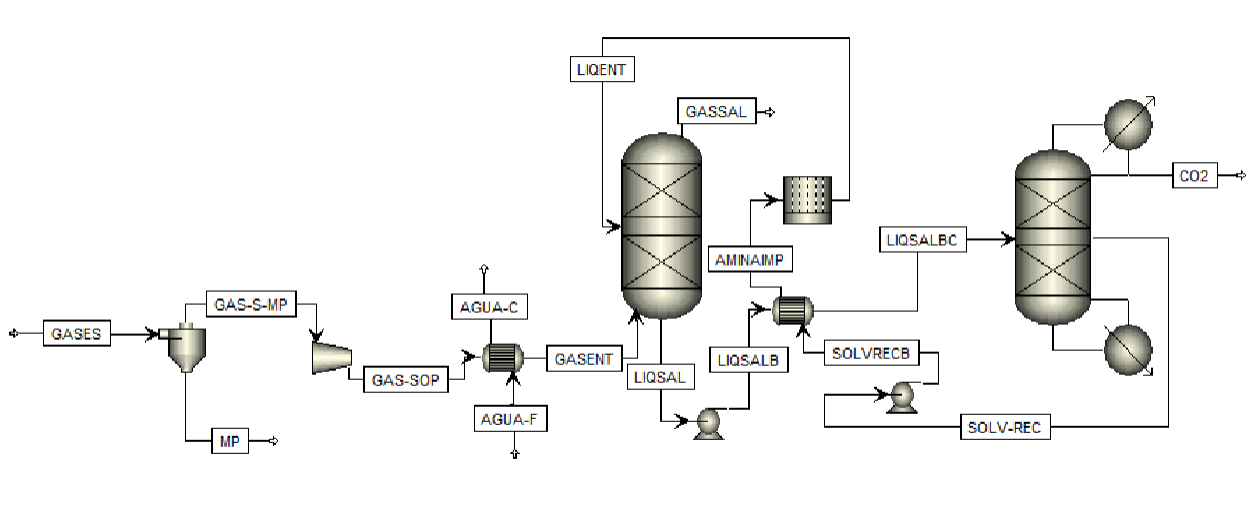 LIQENT
GASSAL
CO2
LIQSALBC
AMINAIMP
GAS-S-MP
AGUA-C
GASES
SOLVRECB
GASENT
LIQSALB
LIQSAL
GAS-SOP
AGUA-F
SOLV-REC
MP